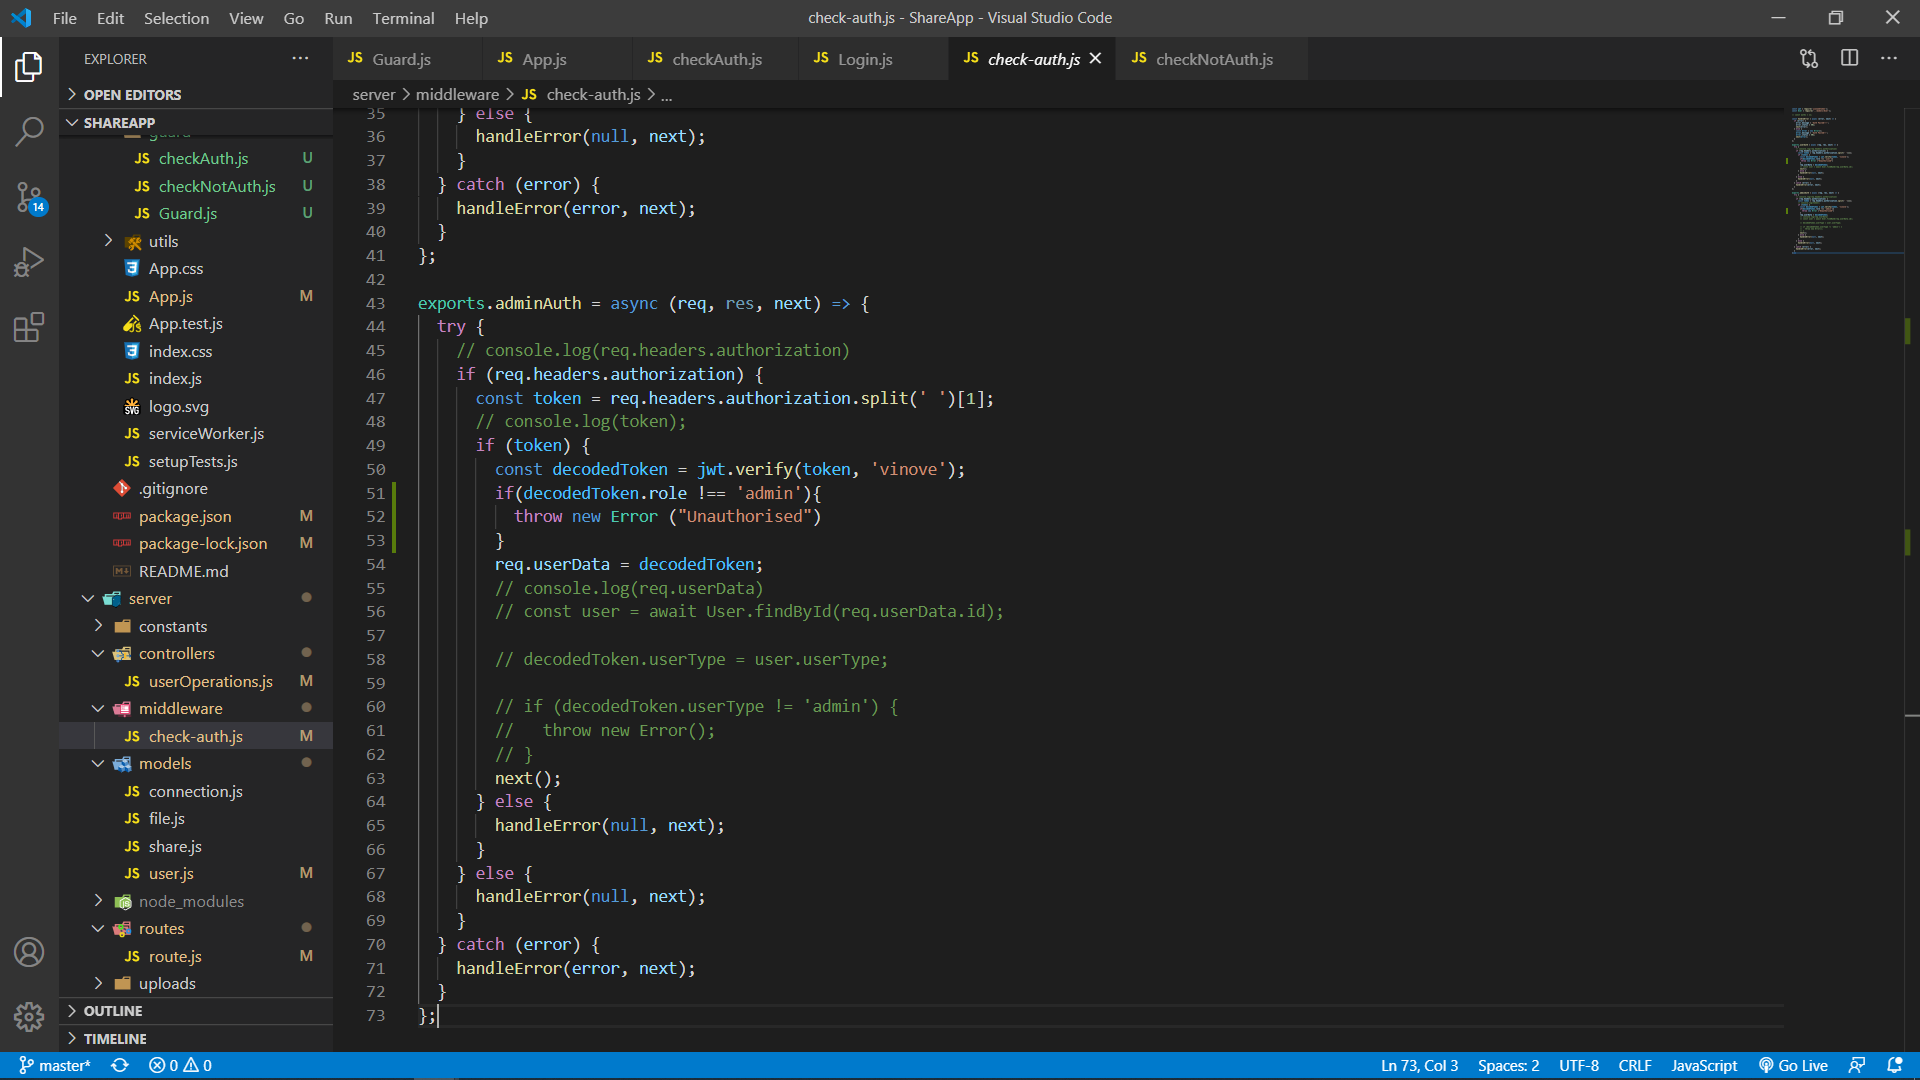 File Edit Selection View Go Run Terminal Help
check-auth.js - ShareApp - Visual Studio Code
EXPLORER
OPEN EDITORS
SHAREAPP
guard
JS checkAuth.js U
JS checkNotAuth.js U
JS Guard.js U
utils
App.css
JS App.js M
App.test.js
index.css
JS index.js
logo.svg
JS serviceWorker.js
JS setupTests.js
.gitignore
package.json M
package-lock.json M
README.md
server
constants
controllers
JS userOperations.js M
middleware
JS check-auth.js M
models
JS connection.js
JS file.js
JS share.js
JS user.js M
node_modules
routes
JS route.js M
uploads
OUTLINE
TIMELINE
14
JS Guard.js
JS App.js
JS checkAuth.js
JS Login.js
JS check-auth.js
JS checkNotAuth.js
server > middleware > JS check-auth.js > ...
35 } else {
36 handleError(null, next);
37 }
38 } catch (error) {
39 handleError(error, next);
40 }
41 };
42
43 exports.adminAuth = async (req, res, next) => {
44 try {
45 // console.log(req.headers.authorization)
46 if (req.headers.authorization) {
47 const token = req.headers.authorization.split(' ')[1];
48 // console.log(token);
49 if (token) {
50 const decodedToken = jwt.verify(token, 'vinove');
51 if(decodedToken.role !== 'admin'){
52 throw new Error ("Unauthorised")
53 }
54 req.userData = decodedToken;
55 // console.log(req.userData)
56 // const user = await User.findById(req.userData.id);
57
58 // decodedToken.userType = user.userType;
59
60 // if (decodedToken.userType != 'admin') {
61 //   throw new Error();
62 // }
63 next();
64 } else {
65 handleError(null, next);
66 }
67 } else {
68 handleError(null, next);
69 }
70 } catch (error) {
71 handleError(error, next);
72 }
73 };
master* 0 0
Ln 73, Col 3 Spaces: 2 UTF-8 CRLF JavaScript Go Live